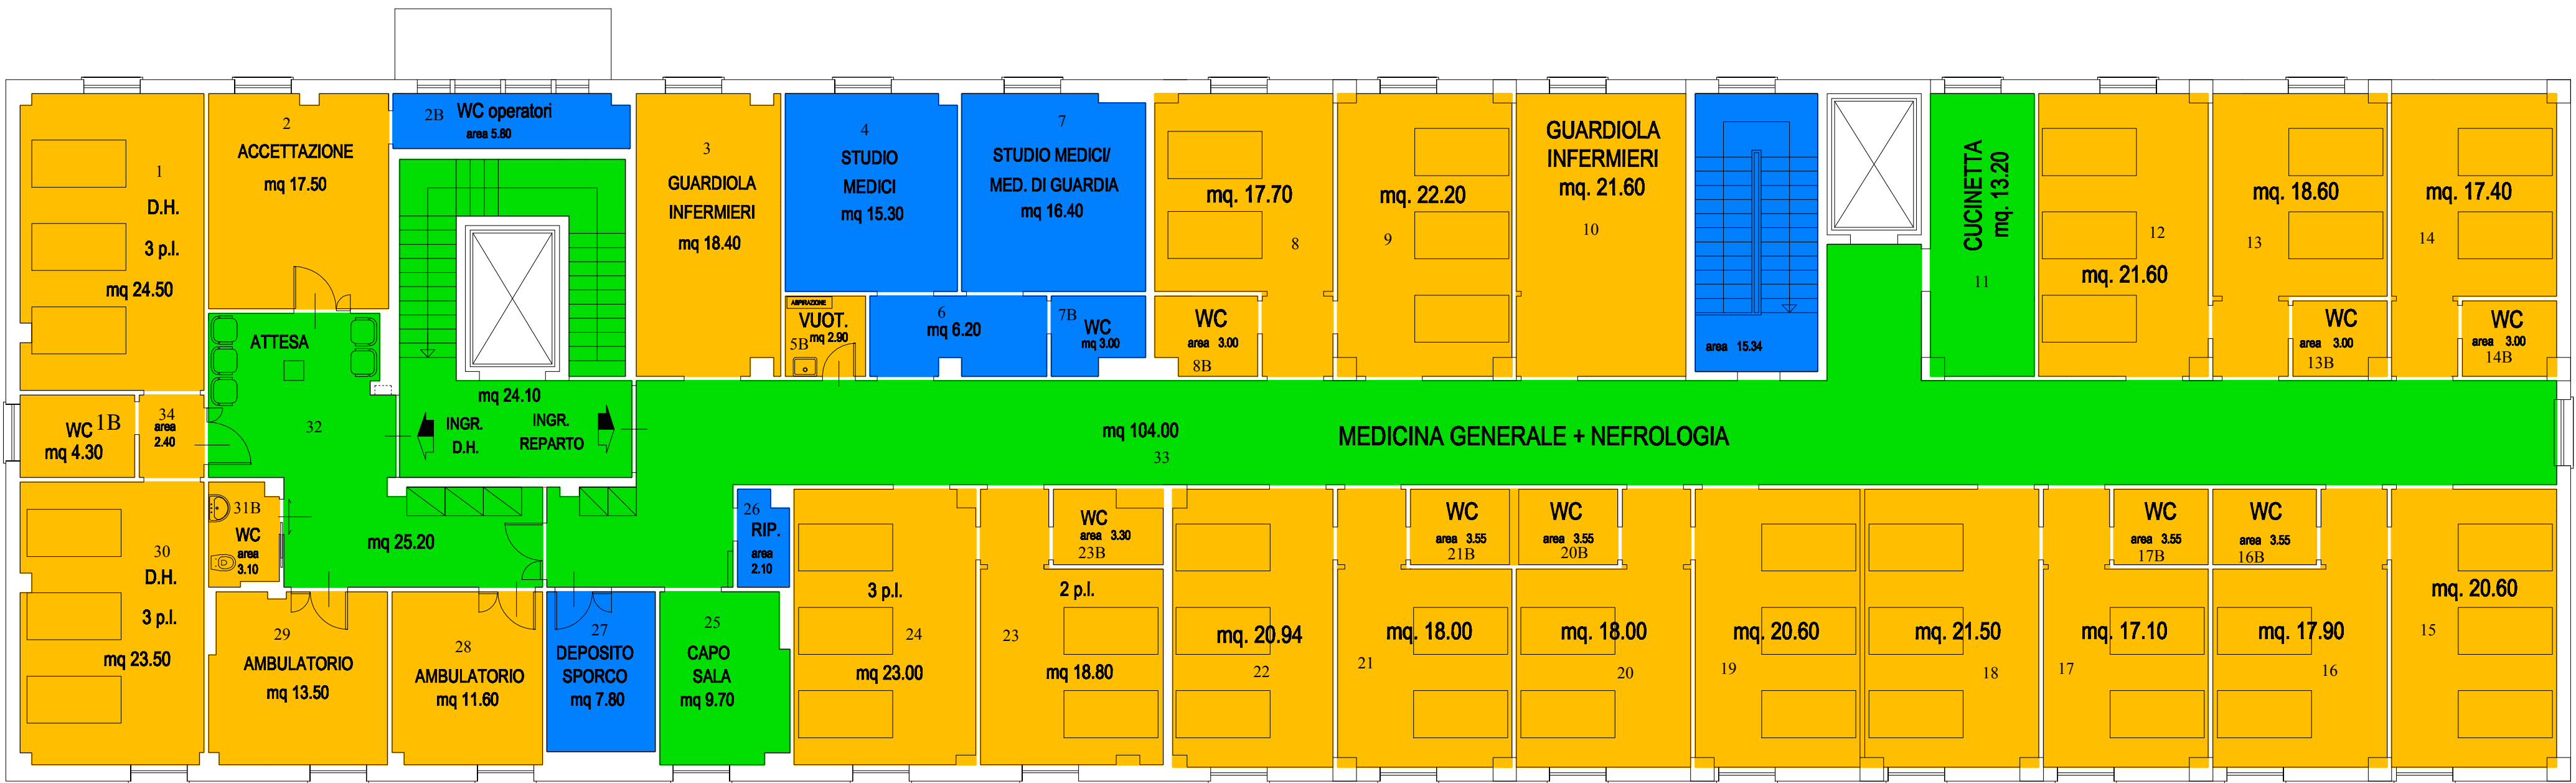 1
D.H.
3 p.l.
mq 24.50
2
ACCETTAZIONE
mq 17.50
2B
WC operatori
area 5.80
3
GUARDIOLA
INFERMIERI
mq 18.40
4
STUDIO
MEDICI
mq 15.30
7
STUDIO MEDICI/
MED. DI GUARDIA
mq 16.40
mq. 17.70
8
mq. 22.20
9
GUARDIOLA
INFERMIERI
mq. 21.60
10
area 15.34
CUCINETTA
mq. 13.20
11
12
mq. 21.60
mq. 18.60
13
mq. 17.40
14
ASPIRAZIONE
VUOT.
mq 2.90
5B
6
mq 6.20
7B
WC
mq 3.00
WC
area 3.00
8B
WC
area 3.00
13B
WC
area 3.00
14B
ATTESA
32
mq 24.10
INGR.
D.H.
INGR.
REPARTO
mq 104.00
33
MEDICINA GENERALE + NEFROLOGIA
WC 1B
mq 4.30
34
area
2.40
31B
WC
area
3.10
mq 25.20
26
RIP.
area
2.10
WC
area 3.30
23B
WC
area 3.55
21B
WC
area 3.55
20B
WC
area 3.55
17B
WC
area 3.55
16B
30
D.H.
3 p.l.
mq 23.50
29
AMBULATORIO
mq 13.50
28
AMBULATORIO
mq 11.60
27
DEPOSITO
SPORCO
mq 7.80
25
CAPO
SALA
mq 9.70
3 p.l.
24
mq 23.00
2 p.l.
23
mq 18.80
mq. 20.94
22
mq. 18.00
21
mq. 18.00
20
mq. 20.60
19
mq. 21.50
18
mq. 17.10
17
mq. 17.90
16
mq. 20.60
15